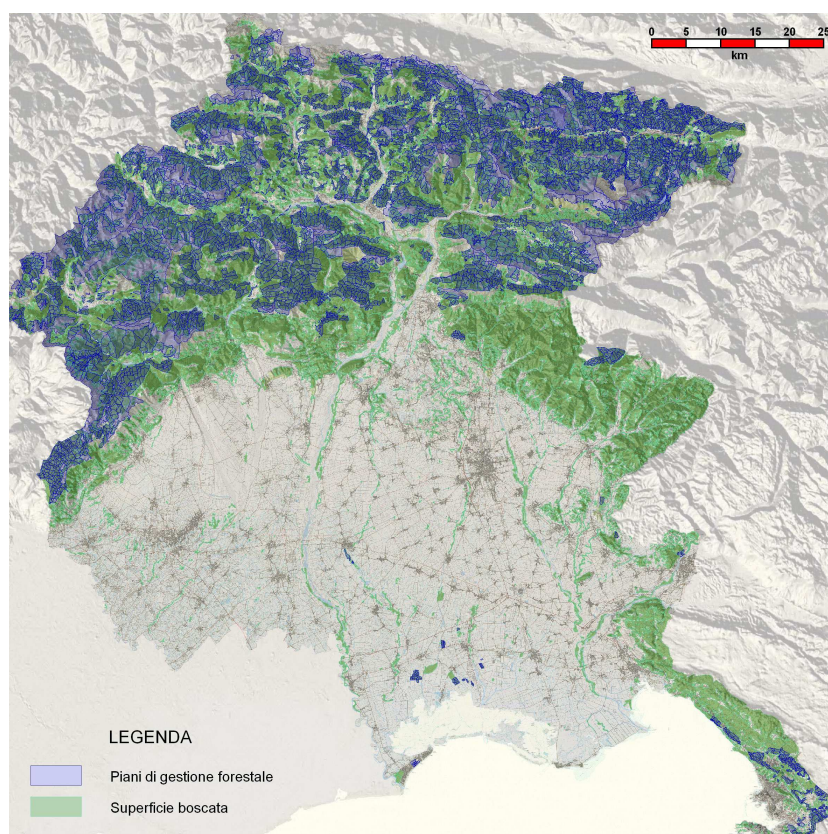 0 5 10 15 20 25
km
LEGENDA
Piani di gestione forestale
Superficie boscata